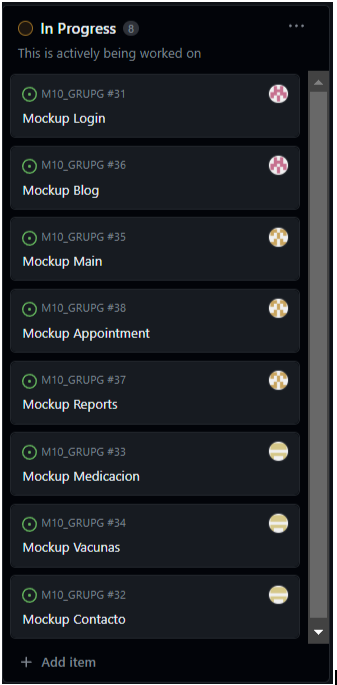 In Progress 8
This is actively being worked on
M10_GRUPG #31
Mockup Login
M10_GRUPG #36
Mockup Blog
M10_GRUPG #35
Mockup Main
M10_GRUPG #38
Mockup Appointment
M10_GRUPG #37
Mockup Reports
M10_GRUPG #33
Mockup Medicacion
M10_GRUPG #34
Mockup Vacunas
M10_GRUPG #32
Mockup Contacto
+ Add item